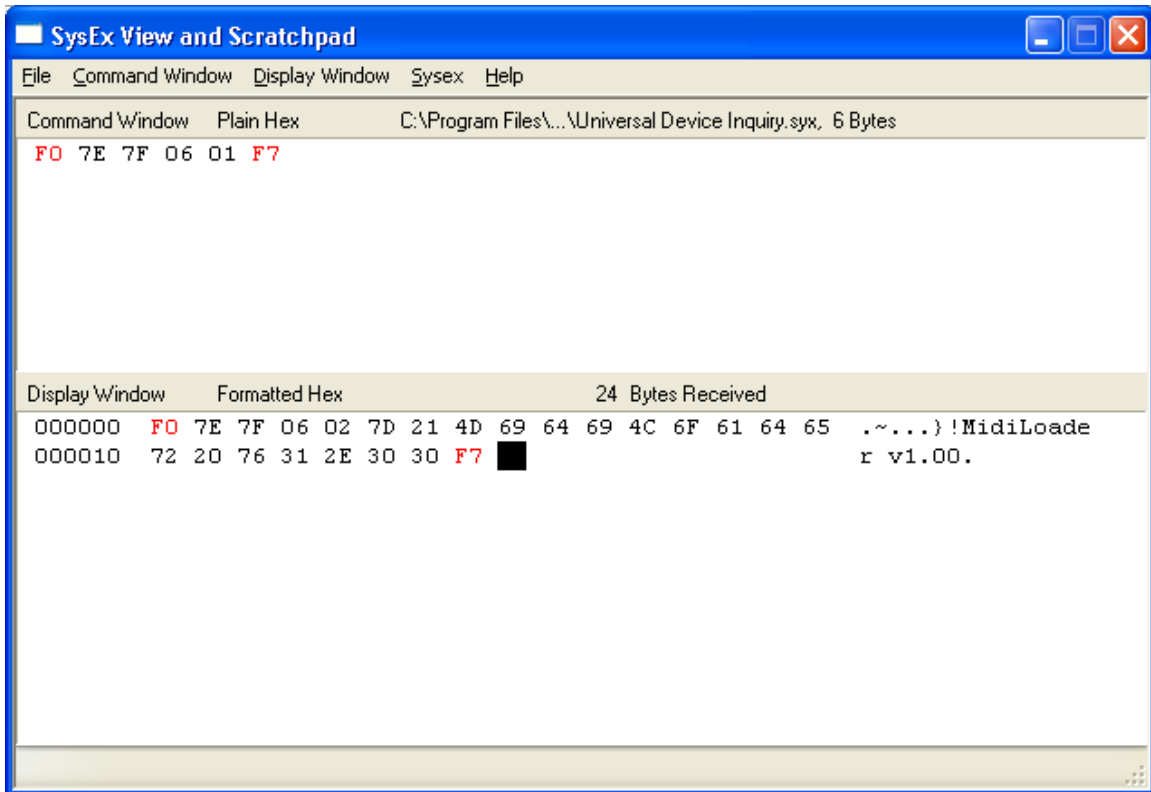 SysEx View and Scratchpad
File Command Window Display Window Sysex Help
Command Window Plain Hex C:\Program Files\...\Universal Device Inquiry.syx, 6 Bytes
F0 7E 7F 06 01 F7
Display Window Formatted Hex 24 Bytes Received
000000 F0 7E 7F 06 02 7D 21 4D 69 64 69 4C 6F 61 64 65 .~...}!MidiLoade
000010 72 20 76 31 2E 30 30 F7 r v1.00.